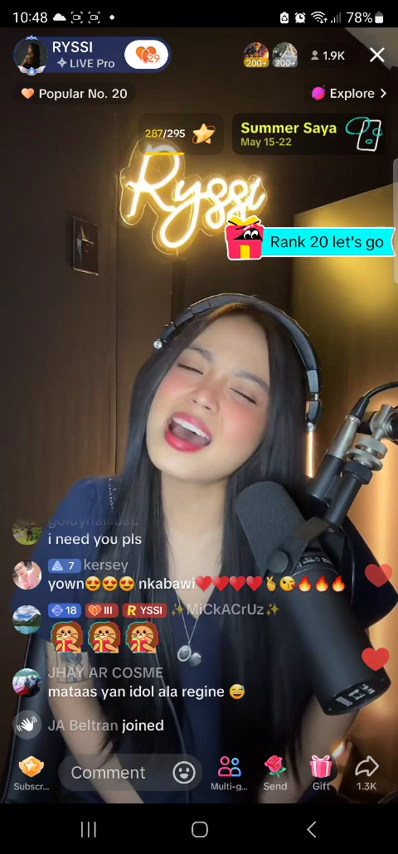 10:48
78%
RYSSI
LIVE Pro
29
200+
200+
1.9K
Popular No. 20
Explore >
287/295
Summer Saya
May 15-22
Ryssi
Rank 20 let's go
i need you pls
7 kersey
yown😍😍😍 nkabawi❤️❤️❤️❤️✌️😘🔥🔥🔥
18 III R YSSI ✨MiCkACrUz✨
JHAY AR COSME
mataas yan idol ala regine 😅
JA Beltran joined
Comment
Subscr...
Multi-g...
Send
Gift
1.3K